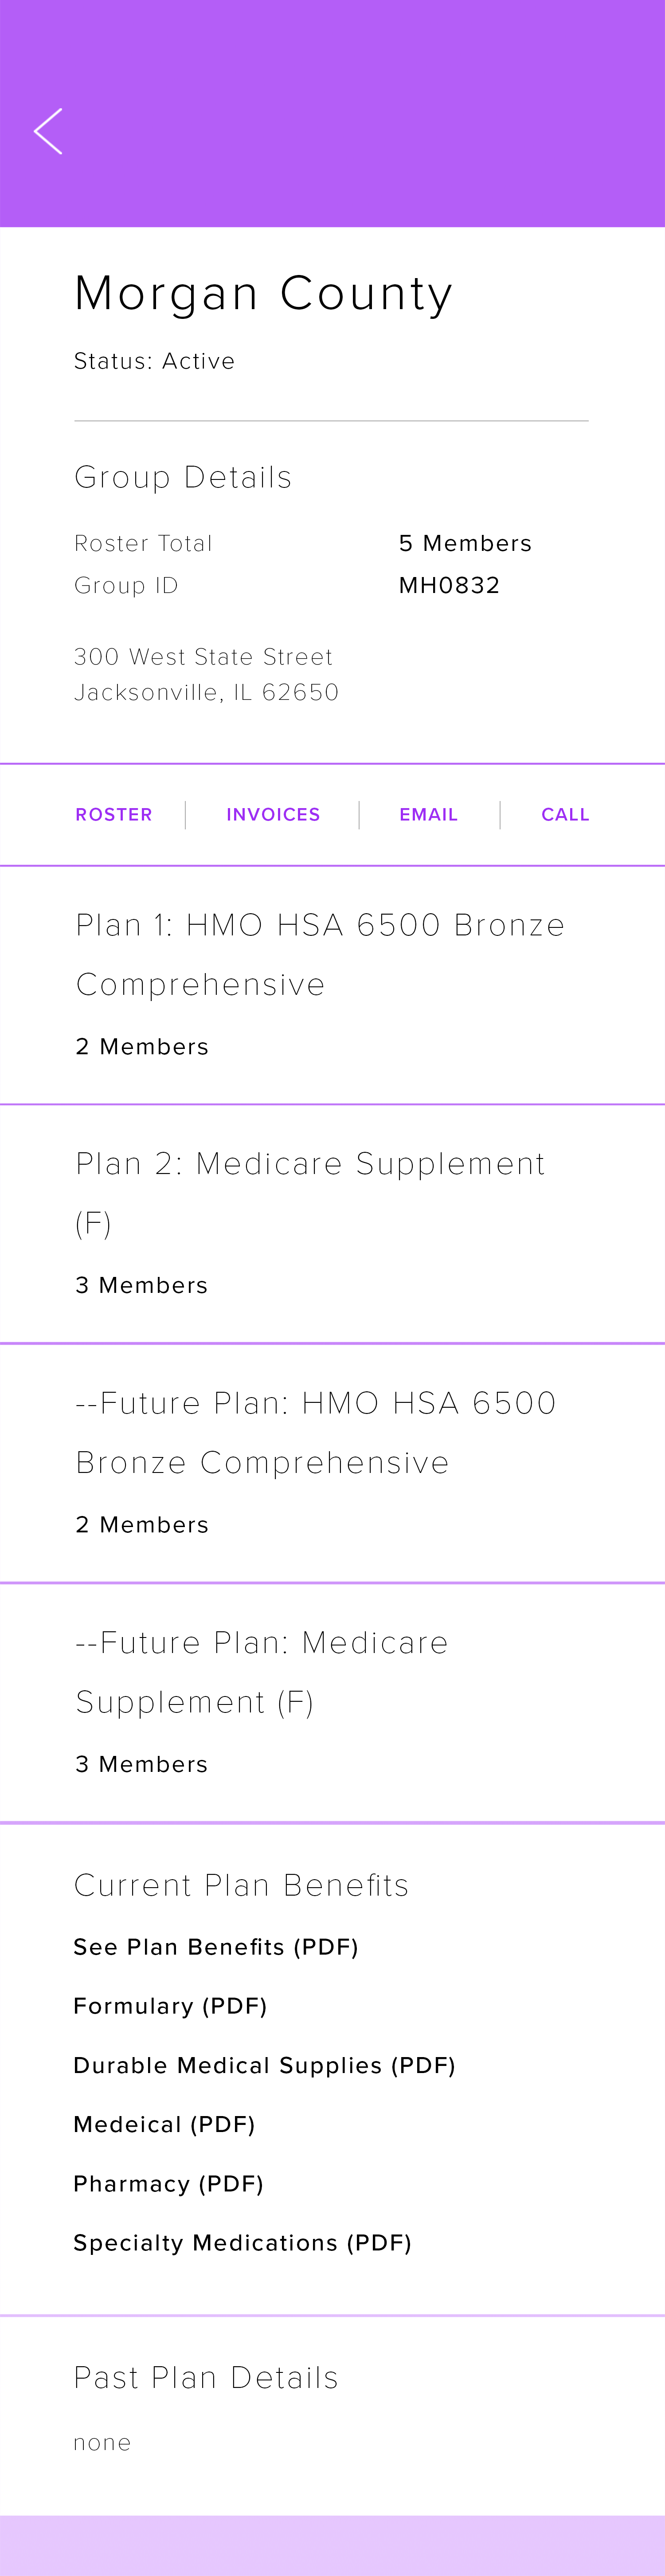 Morgan County
Status: Active
Group Details
Roster Total 5 Members
Group ID MH0832
300 West State Street
Jacksonville, IL 62650
ROSTER INVOICES EMAIL CALL
Plan 1: HMO HSA 6500 Bronze
Comprehensive
2 Members
Plan 2: Medicare Supplement
(F)
3 Members
--Future Plan: HMO HSA 6500
Bronze Comprehensive
2 Members
--Future Plan: Medicare
Supplement (F)
3 Members
Current Plan Benefits
See Plan Benefits (PDF)
Formulary (PDF)
Durable Medical Supplies (PDF)
Medeical (PDF)
Pharmacy (PDF)
Specialty Medications (PDF)
Past Plan Details
none